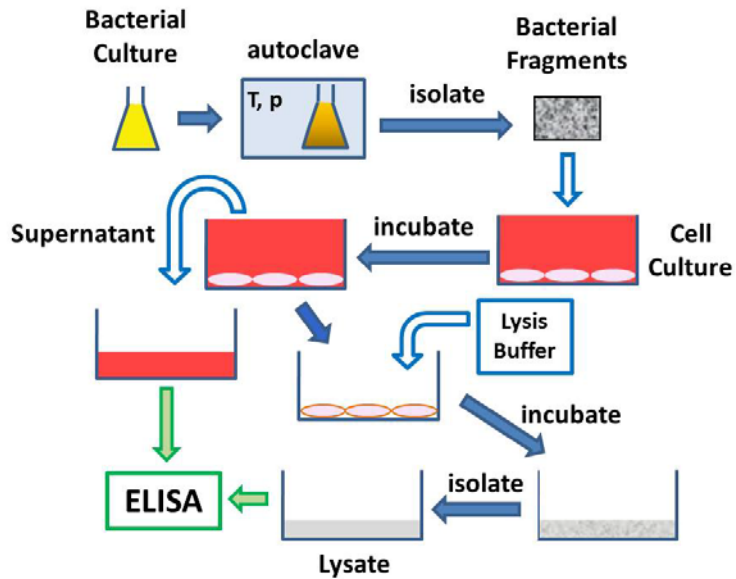 Bacterial
Culture
autoclave
T, p
isolate
Bacterial
Fragments
Supernatant
incubate
Cell
Culture
Lysis
Buffer
incubate
ELISA
isolate
Lysate